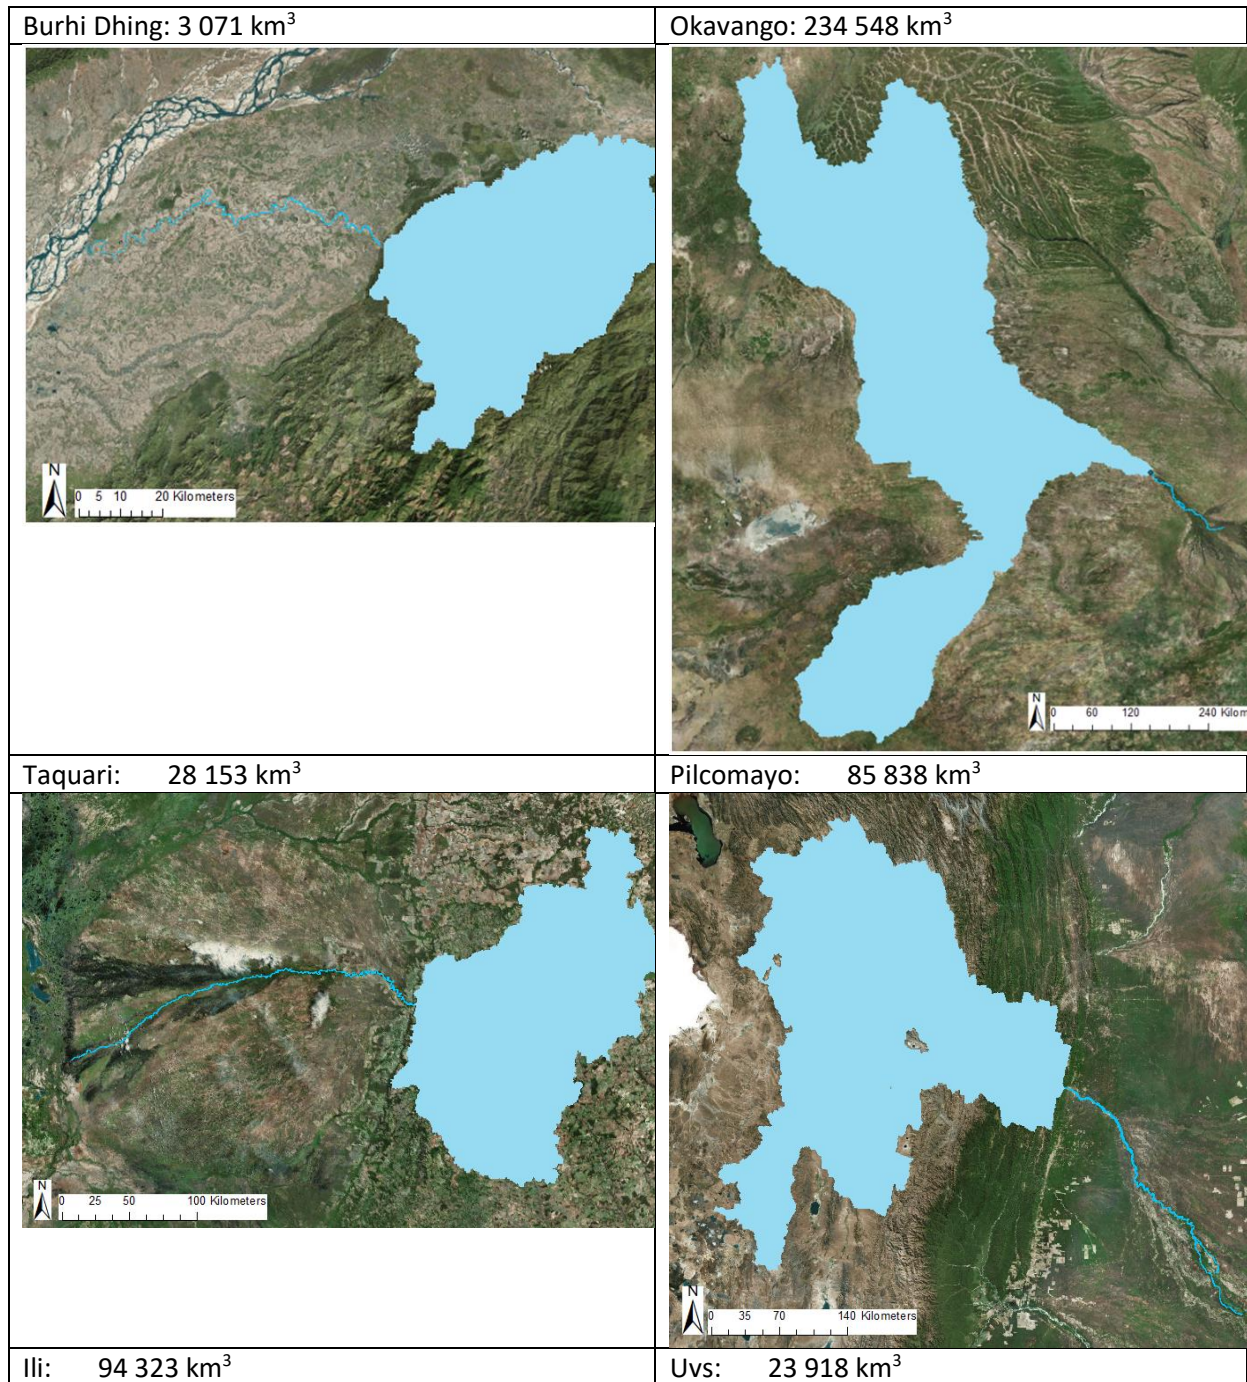 Burhi Dhing: 3 071 km³
Okavango: 234 548 km³
N
0 5 10 20 Kilometers
N
0 60 120 240 Kilom
Taquari: 28 153 km³
Pilcomayo: 85 838 km³
N
0 25 50 100 Kilometers
N
0 35 70 140 Kilometers
Ili: 94 323 km³
Uvs: 23 918 km³